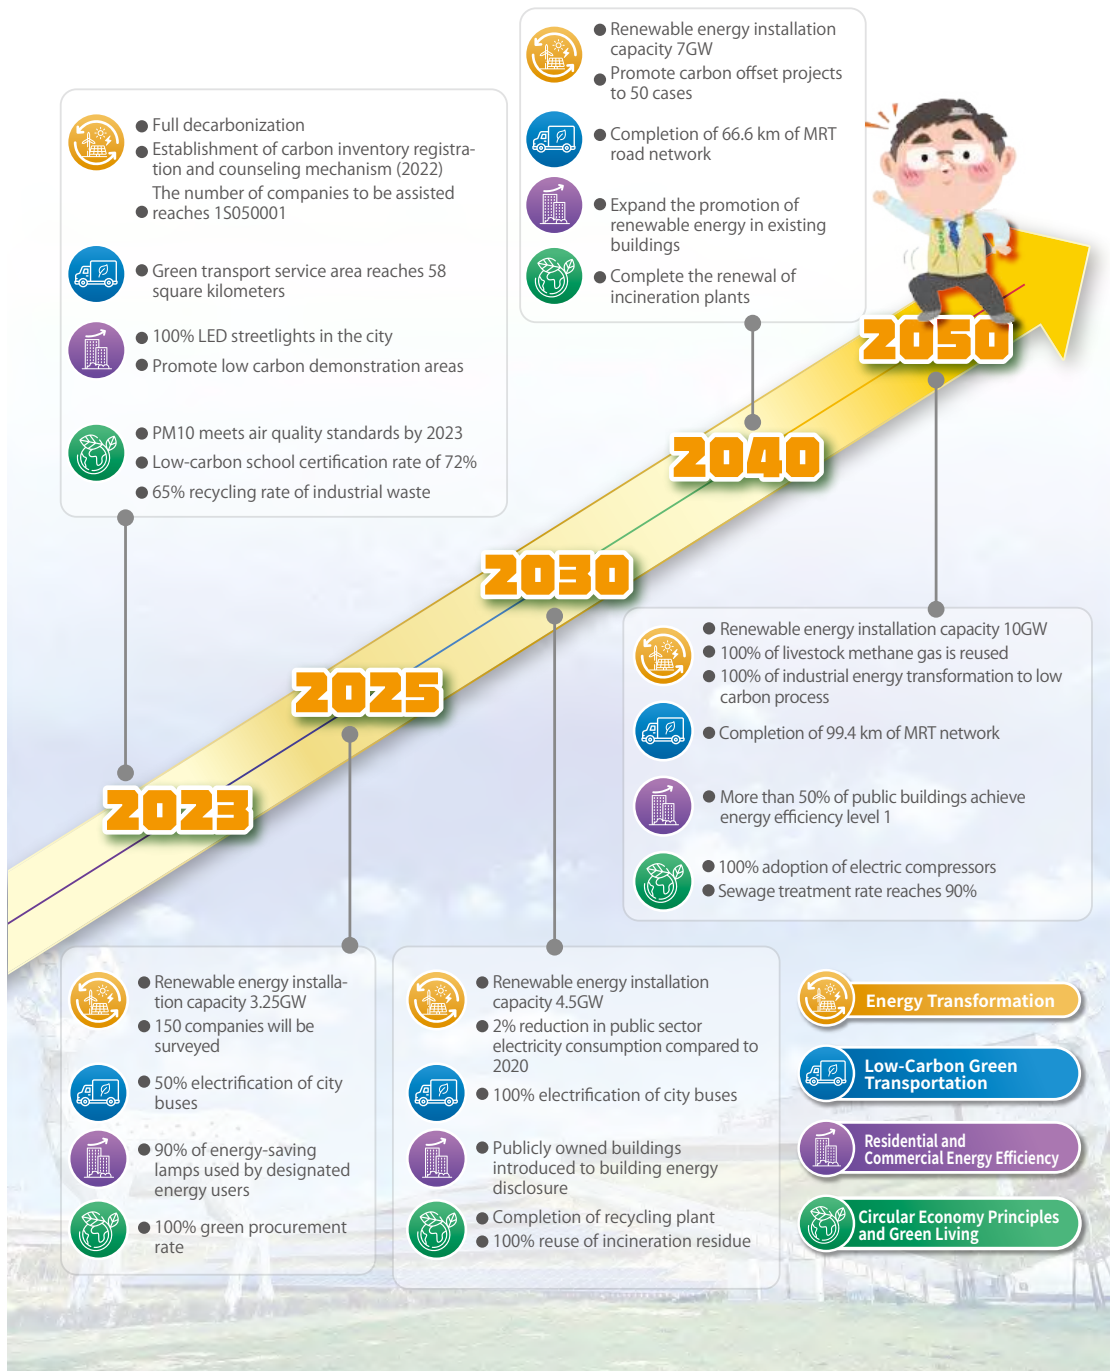 Full decarbonization
Establishment of carbon inventory registra-
tion and counseling mechanism (2022)
The number of companies to be assisted
reaches 1S050001
Green transport service area reaches 58
square kilometers
100% LED streetlights in the city
Promote low carbon demonstration areas
PM10 meets air quality standards by 2023
Low-carbon school certification rate of 72%
65% recycling rate of industrial waste
2023
Renewable energy installa-
tion capacity 3.25GW
150 companies will be
surveyed
50% electrification of city
buses
90% of energy-saving
lamps used by designated
energy users
100% green procurement
rate
2025
Renewable energy installation
capacity 4.5GW
2% reduction in public sector
electricity consumption compared to
2020
100% electrification of city buses
Publicly owned buildings
introduced to building energy
disclosure
Completion of recycling plant
100% reuse of incineration residue
2030
Renewable energy installation
capacity 7GW
Promote carbon offset projects
to 50 cases
Completion of 66.6 km of MRT
road network
Expand the promotion of
renewable energy in existing
buildings
Complete the renewal of
incineration plants
2040
2050
Renewable energy installation capacity 10GW
100% of livestock methane gas is reused
100% of industrial energy transformation to low
carbon process
Completion of 99.4 km of MRT network
More than 50% of public buildings achieve
energy efficiency level 1
100% adoption of electric compressors
Sewage treatment rate reaches 90%
Energy Transformation
Low-Carbon Green
Transportation
Residential and
Commercial Energy Efficiency
Circular Economy Principles
and Green Living